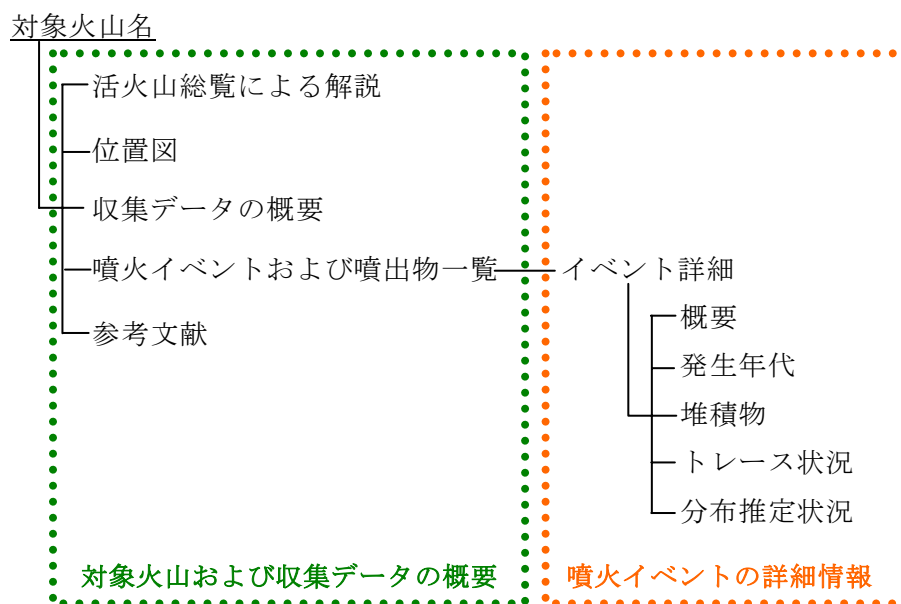 対象火山名
活火山総覧による解説
位置図
収集データの概要
噴火イベントおよび噴出物一覧
参考文献
イベント詳細
概要
発生年代
堆積物
トレース状況
分布推定状況
対象火山および収集データの概要
噴火イベントの詳細情報